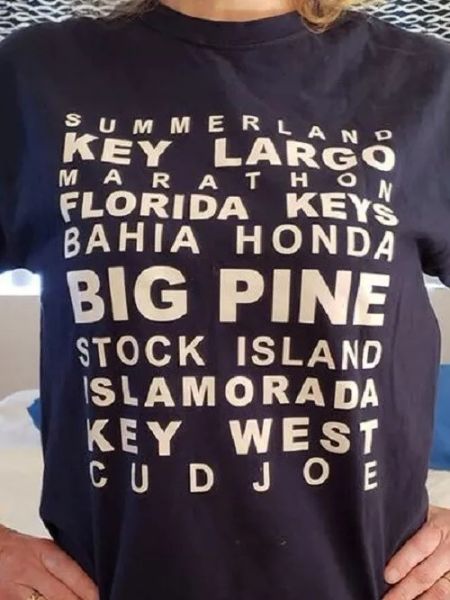 SUMMERLAND
KEY LARGO
MARATHON
FLORIDA KEYS
BAHIA HONDA
BIG PINE
STOCK ISLAND
ISLAMORADA
KEY WEST
CUDJOE